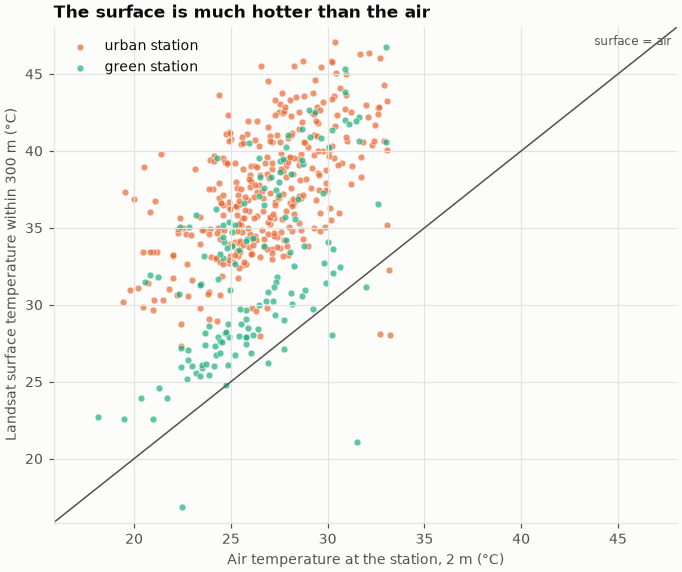 The surface is much hotter than the air
urban station
green station
surface = air
45
40
35
30
25
20
20 25 30 35 40 45
Landsat surface temperature within 300 m (°C)
Air temperature at the station, 2 m (°C)